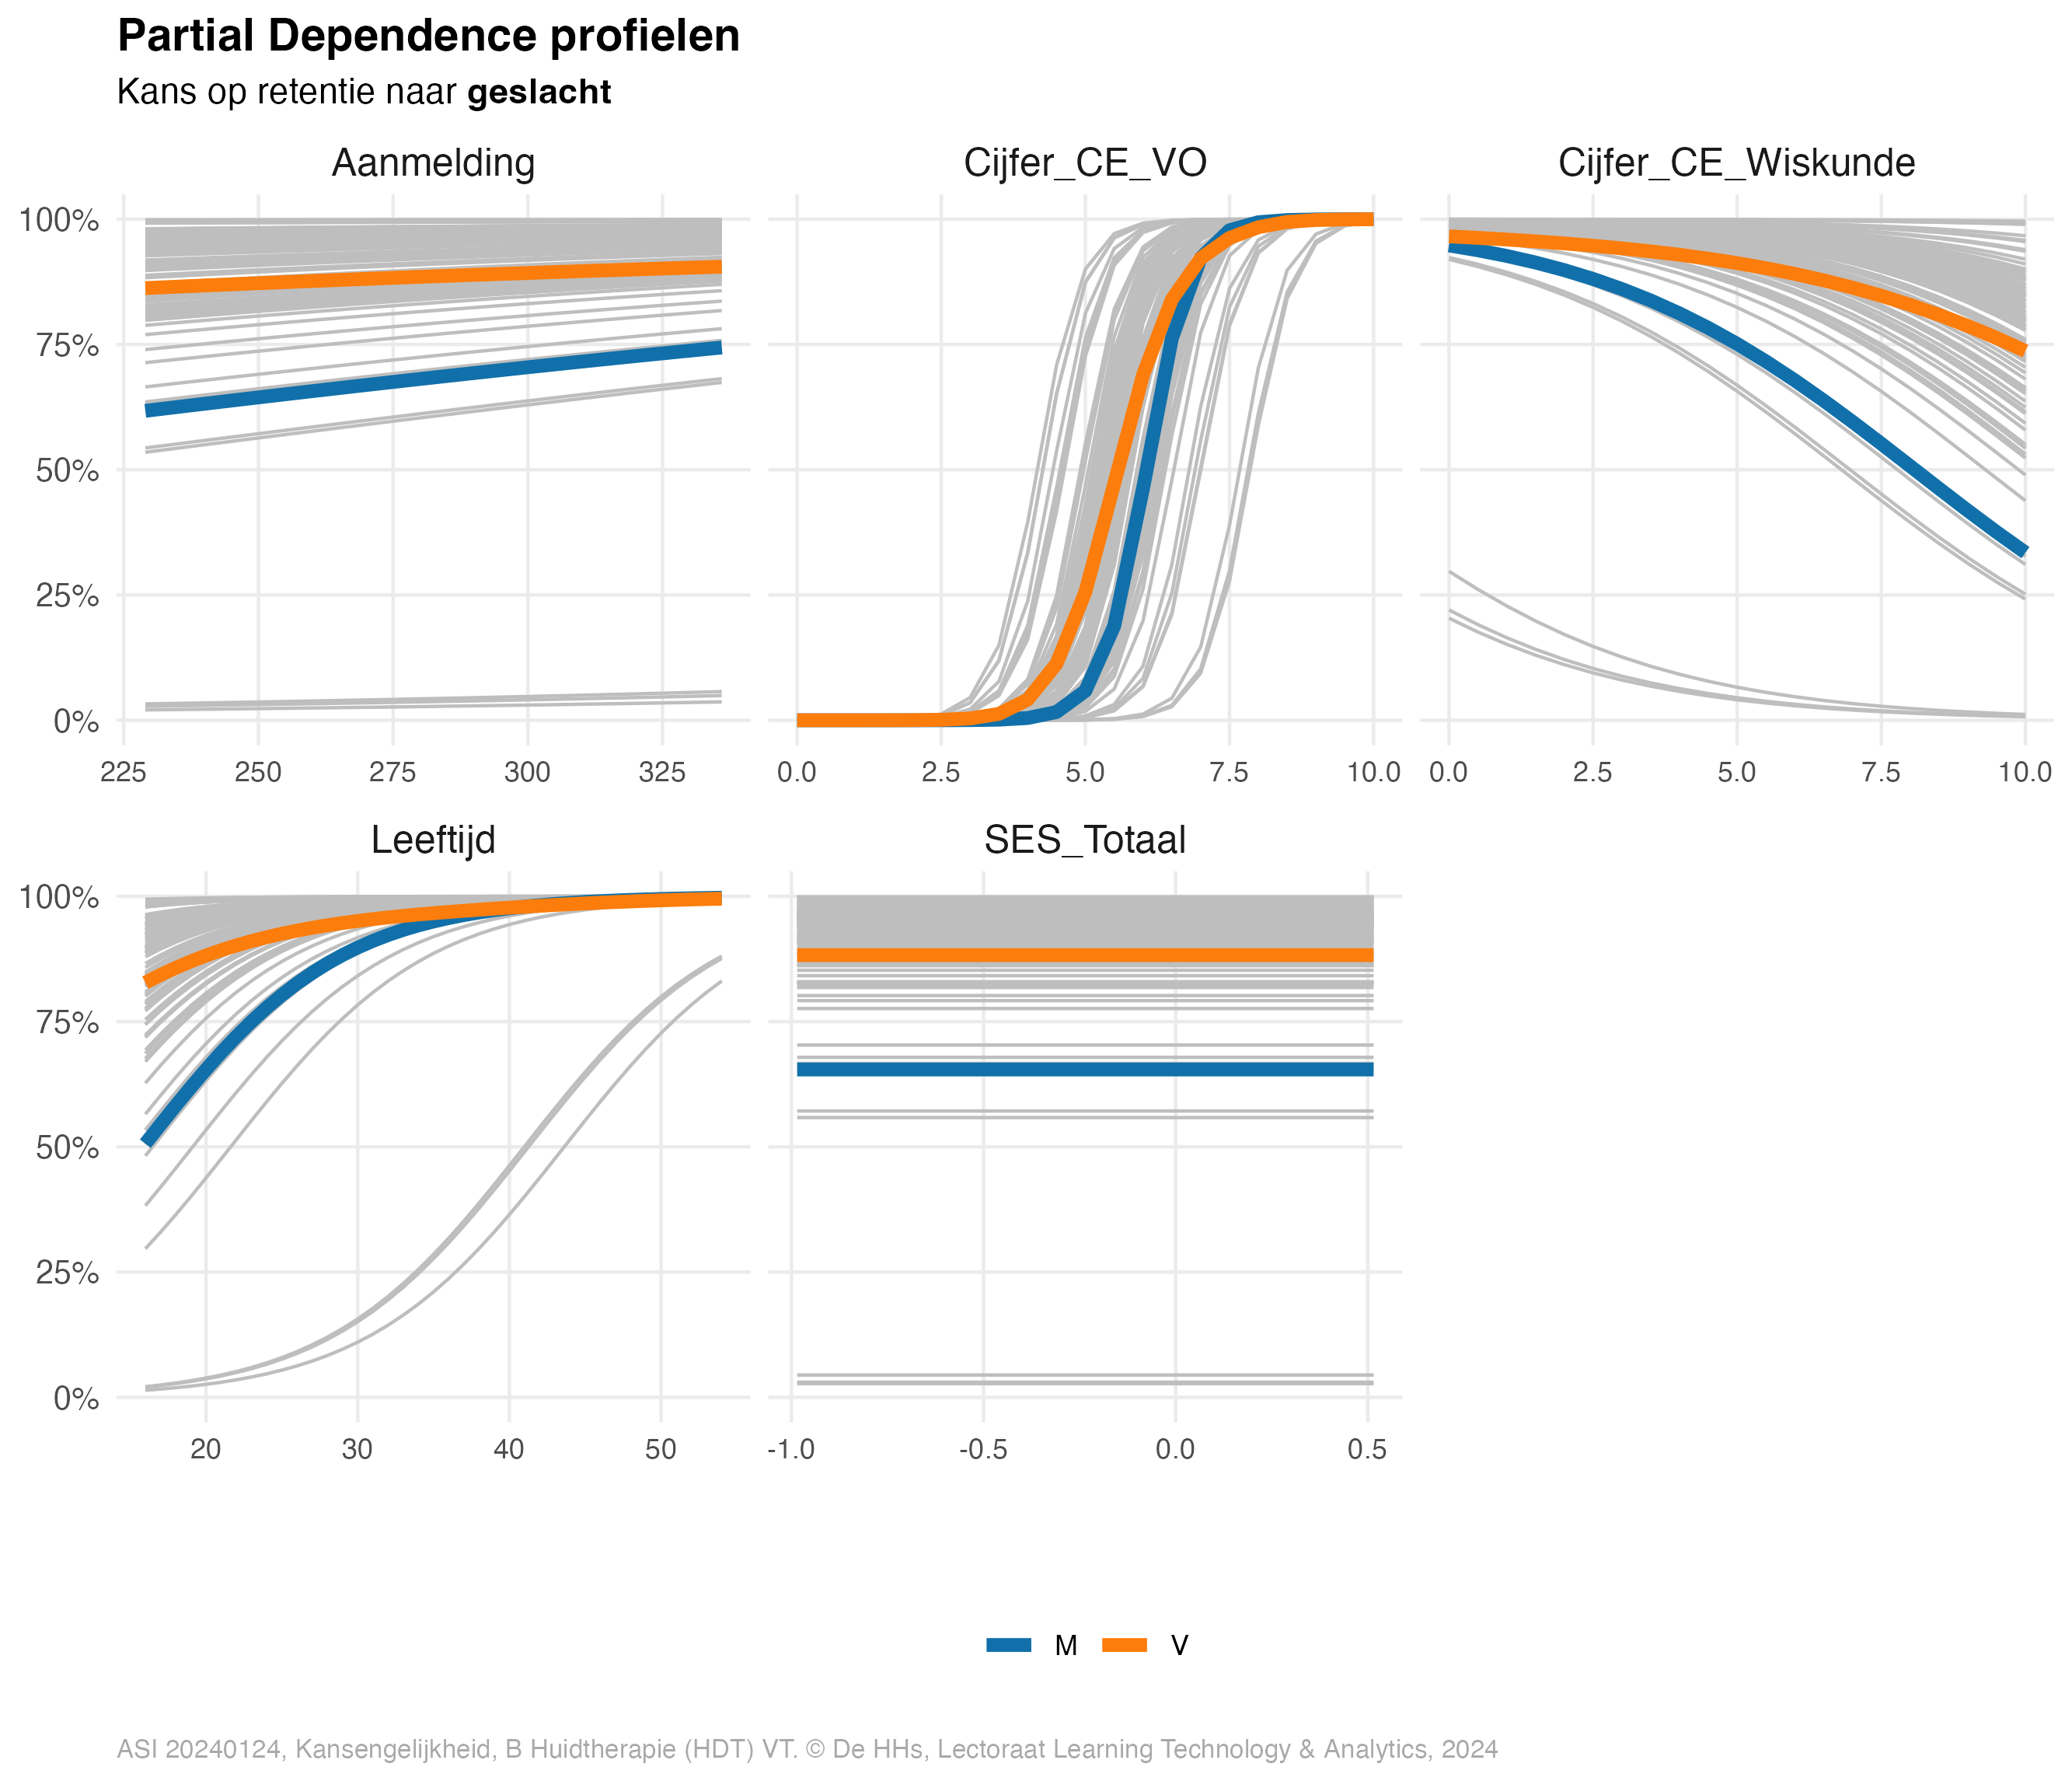 Partial Dependence profielen
Kans op retentie naar geslacht
Aanmelding
Cijfer_CE_VO
Cijfer_CE_Wiskunde
100%
75%
50%
25%
0%
225 250 275 300 325
0.0 2.5 5.0 7.5 10.0
0.0 2.5 5.0 7.5 10.0
Leeftijd
SES_Totaal
100%
75%
50%
25%
0%
20 30 40 50
-1.0 -0.5 0.0 0.5
M V
ASI 20240124, Kansengelijkheid, B Huidtherapie (HDT) VT. © De HHs, Lectoraat Learning Technology & Analytics, 2024